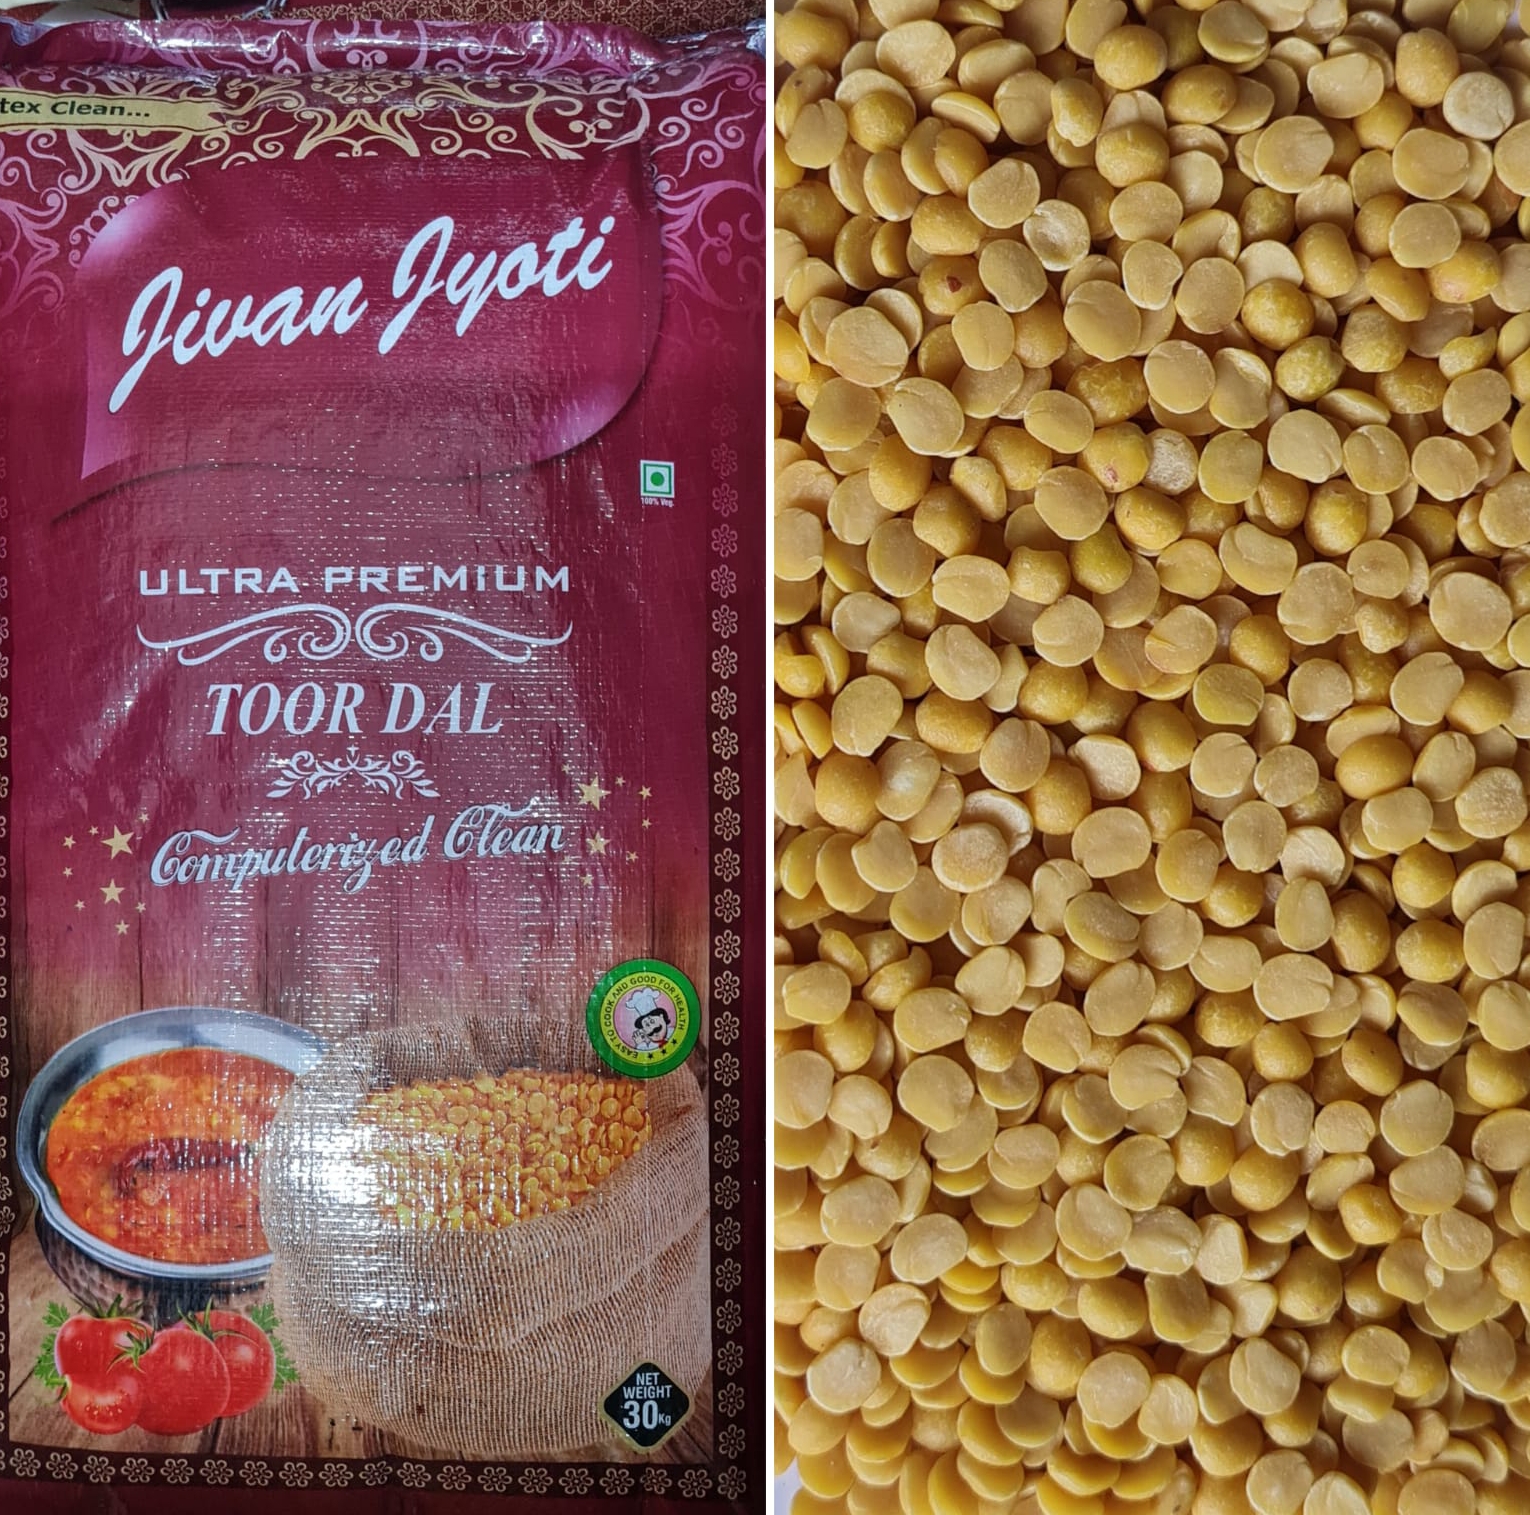 tex Clean...
Jivan Jyoti
100% Veg.
ULTRA PREMIUM
TOOR DAL
Computerized Clean
EASY TO COOK AND GOOD FOR HEALTH
NET
WEIGHT
30Kg